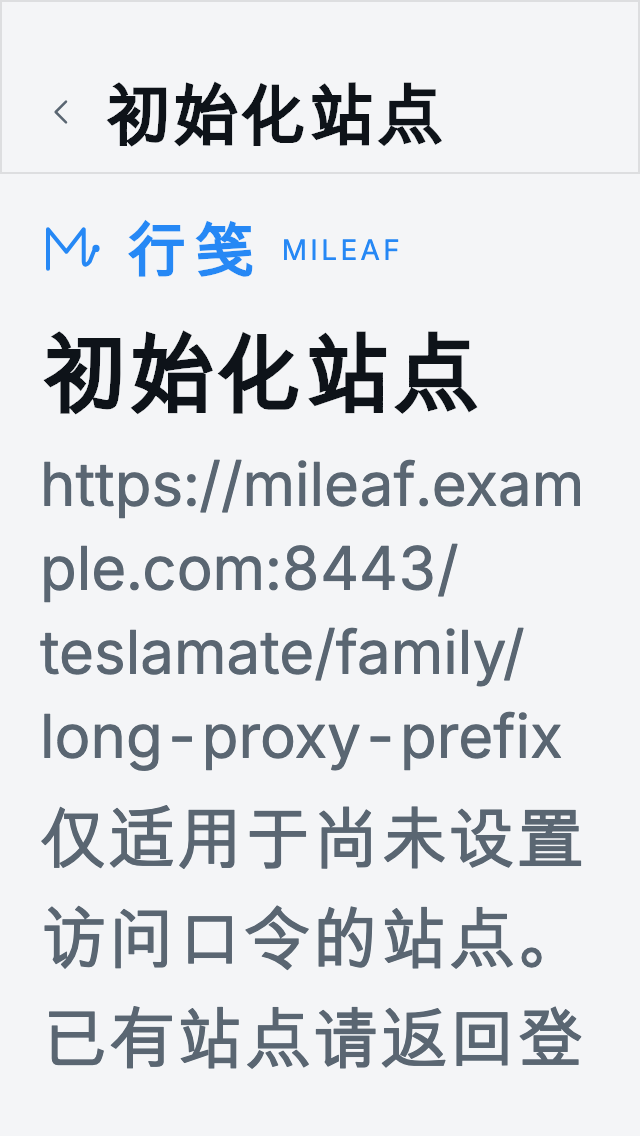 初始化站点
行笺 MILEAF
初始化站点
https://mileaf.exam
ple.com:8443/
teslamate/family/
long-proxy-prefix
仅适用于尚未设置
访问口令的站点。
已有站点请返回登